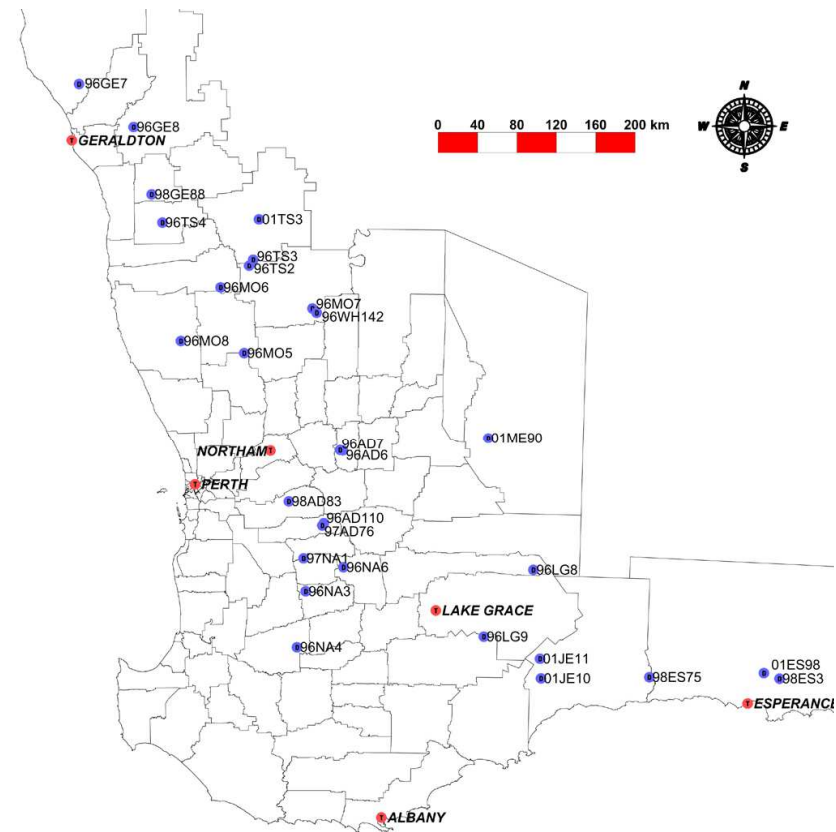 96GE7
N
0 40 80 120 160 200 km
96GE8
W E
GERALDTON
S
98GE88
01TS3
96TS4
96TS3
96TS2
96MO6
96MO7
96WH142
96MO8
96MO5
01ME90
96AD7
NORTHAM
96AD6
PERTH
98AD83
96AD110
97AD76
97NA1
96NA6
96LG8
96NA3
LAKE GRACE
96LG9
96NA4
01JE11
01ES98
01JE10
98ES75
98ES3
ESPERANCE
ALBANY